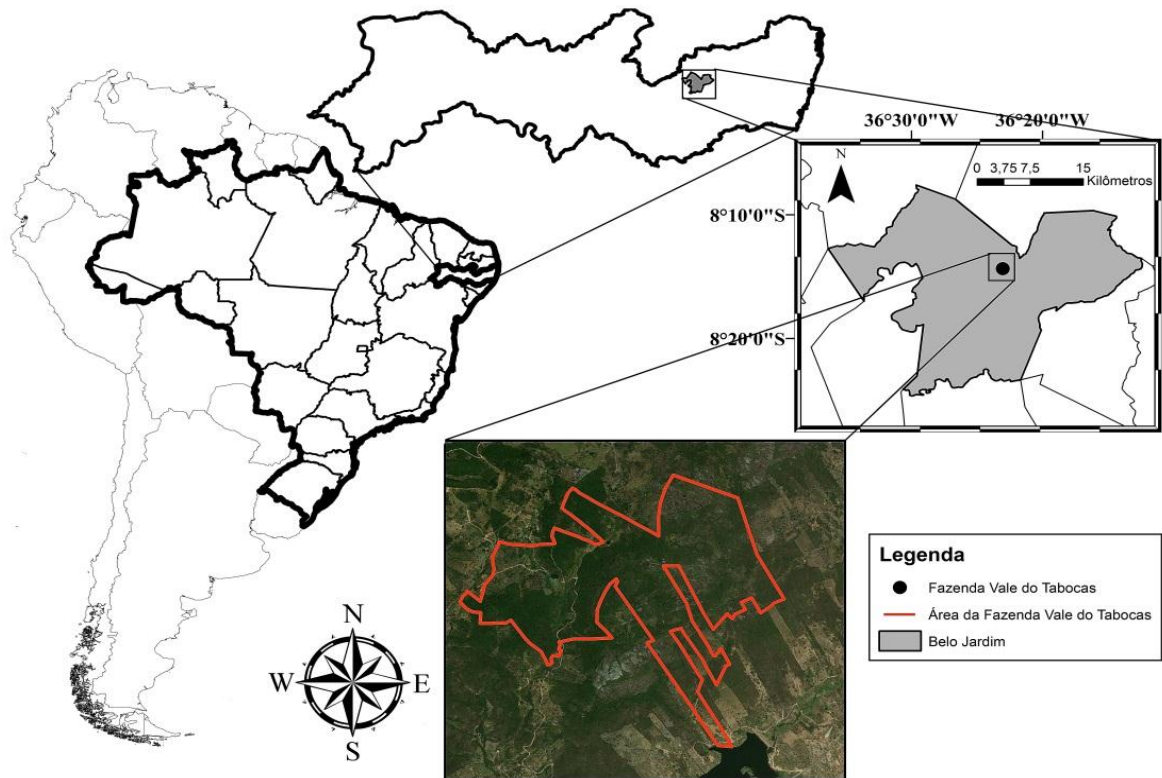 36°30'0"W 36°20'0"W
N
0 3,75 7,5 15
Kilômetros
8°10'0"S
8°20'0"S
Legenda
Fazenda Vale do Tabocas
Área da Fazenda Vale do Tabocas
Belo Jardim
N
W E
S